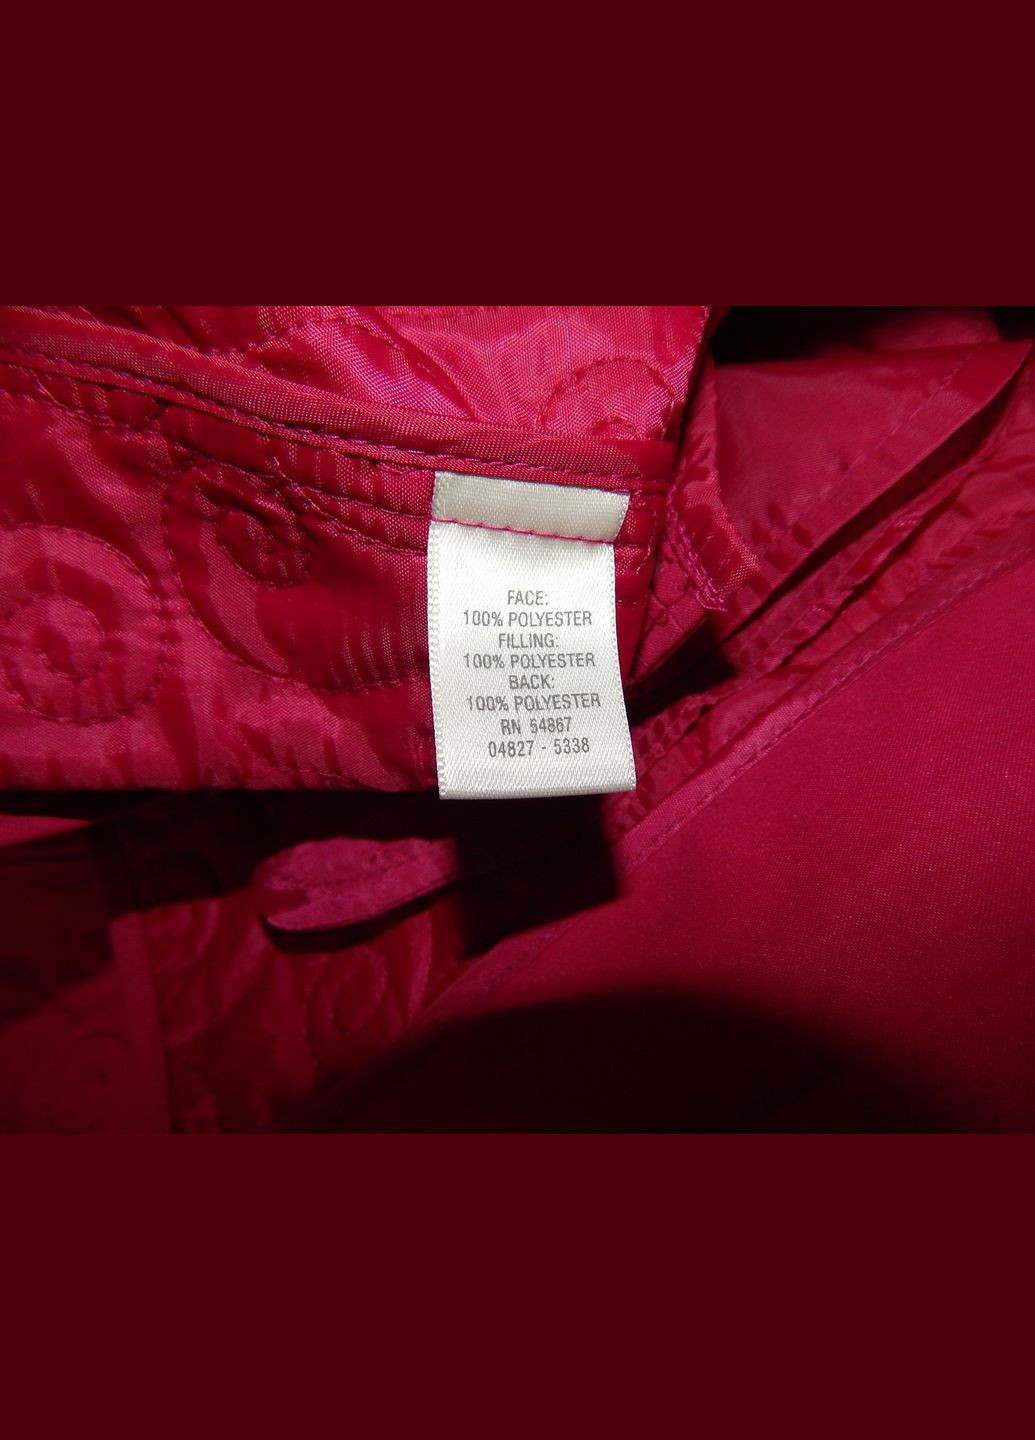 FACE:
100% POLYESTER
FILLING:
100% POLYESTER
BACK:
100% POLYESTER
RN 54867
04827 - 5338